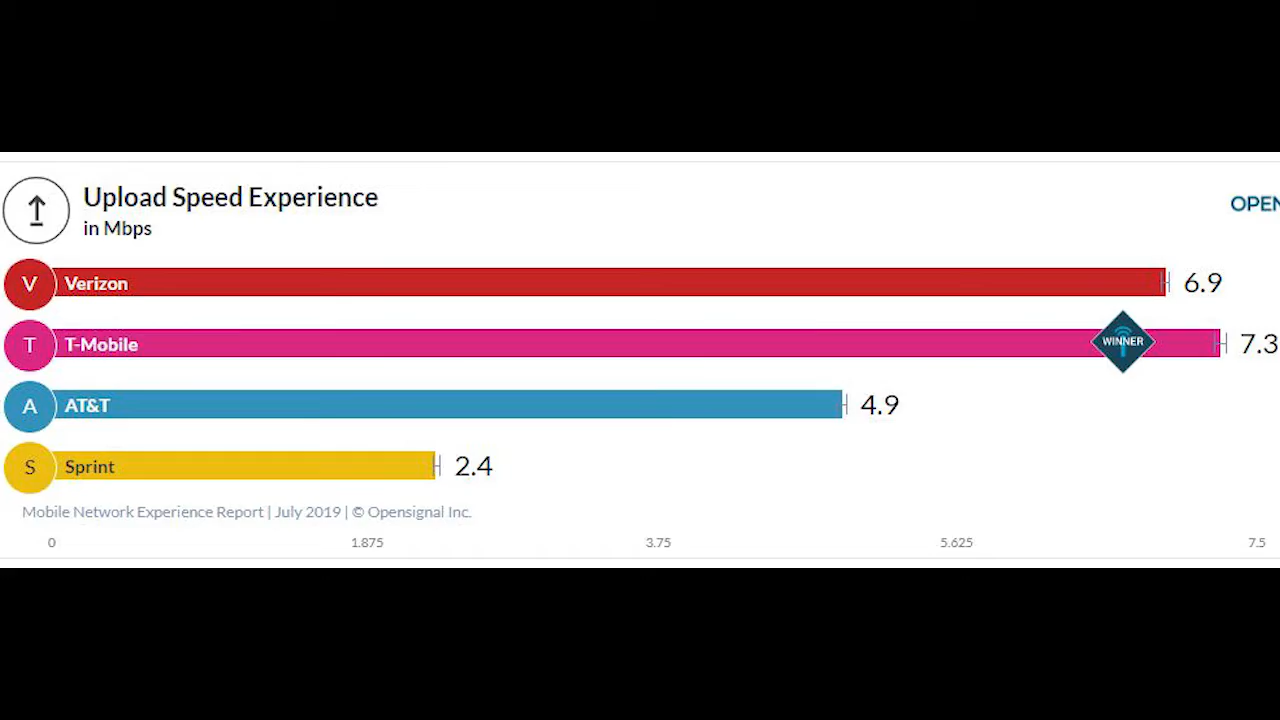 Upload Speed Experience
in Mbps
OPEN
V Verizon 6.9
T T-Mobile WINNER 7.3
A AT&T 4.9
S Sprint 2.4
Mobile Network Experience Report | July 2019 | © Opensignal Inc.
0 1.875 3.75 5.625 7.5